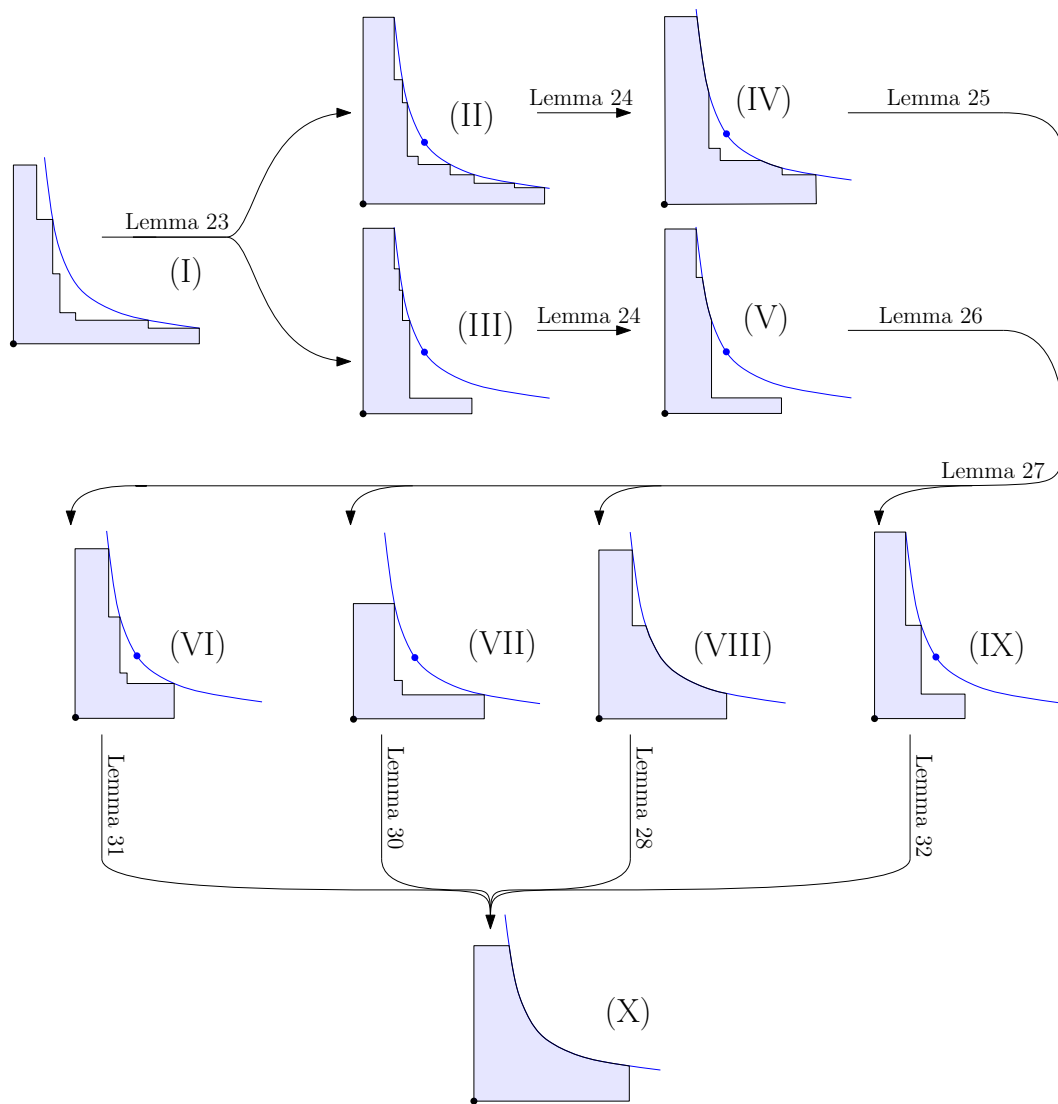 (II)
Lemma 24
(IV)
Lemma 25
Lemma 23
(I)
(III)
Lemma 24
(V)
Lemma 26
Lemma 27
(VI)
(VII)
(VIII)
(IX)
Lemma 31
Lemma 30
Lemma 28
Lemma 32
(X)